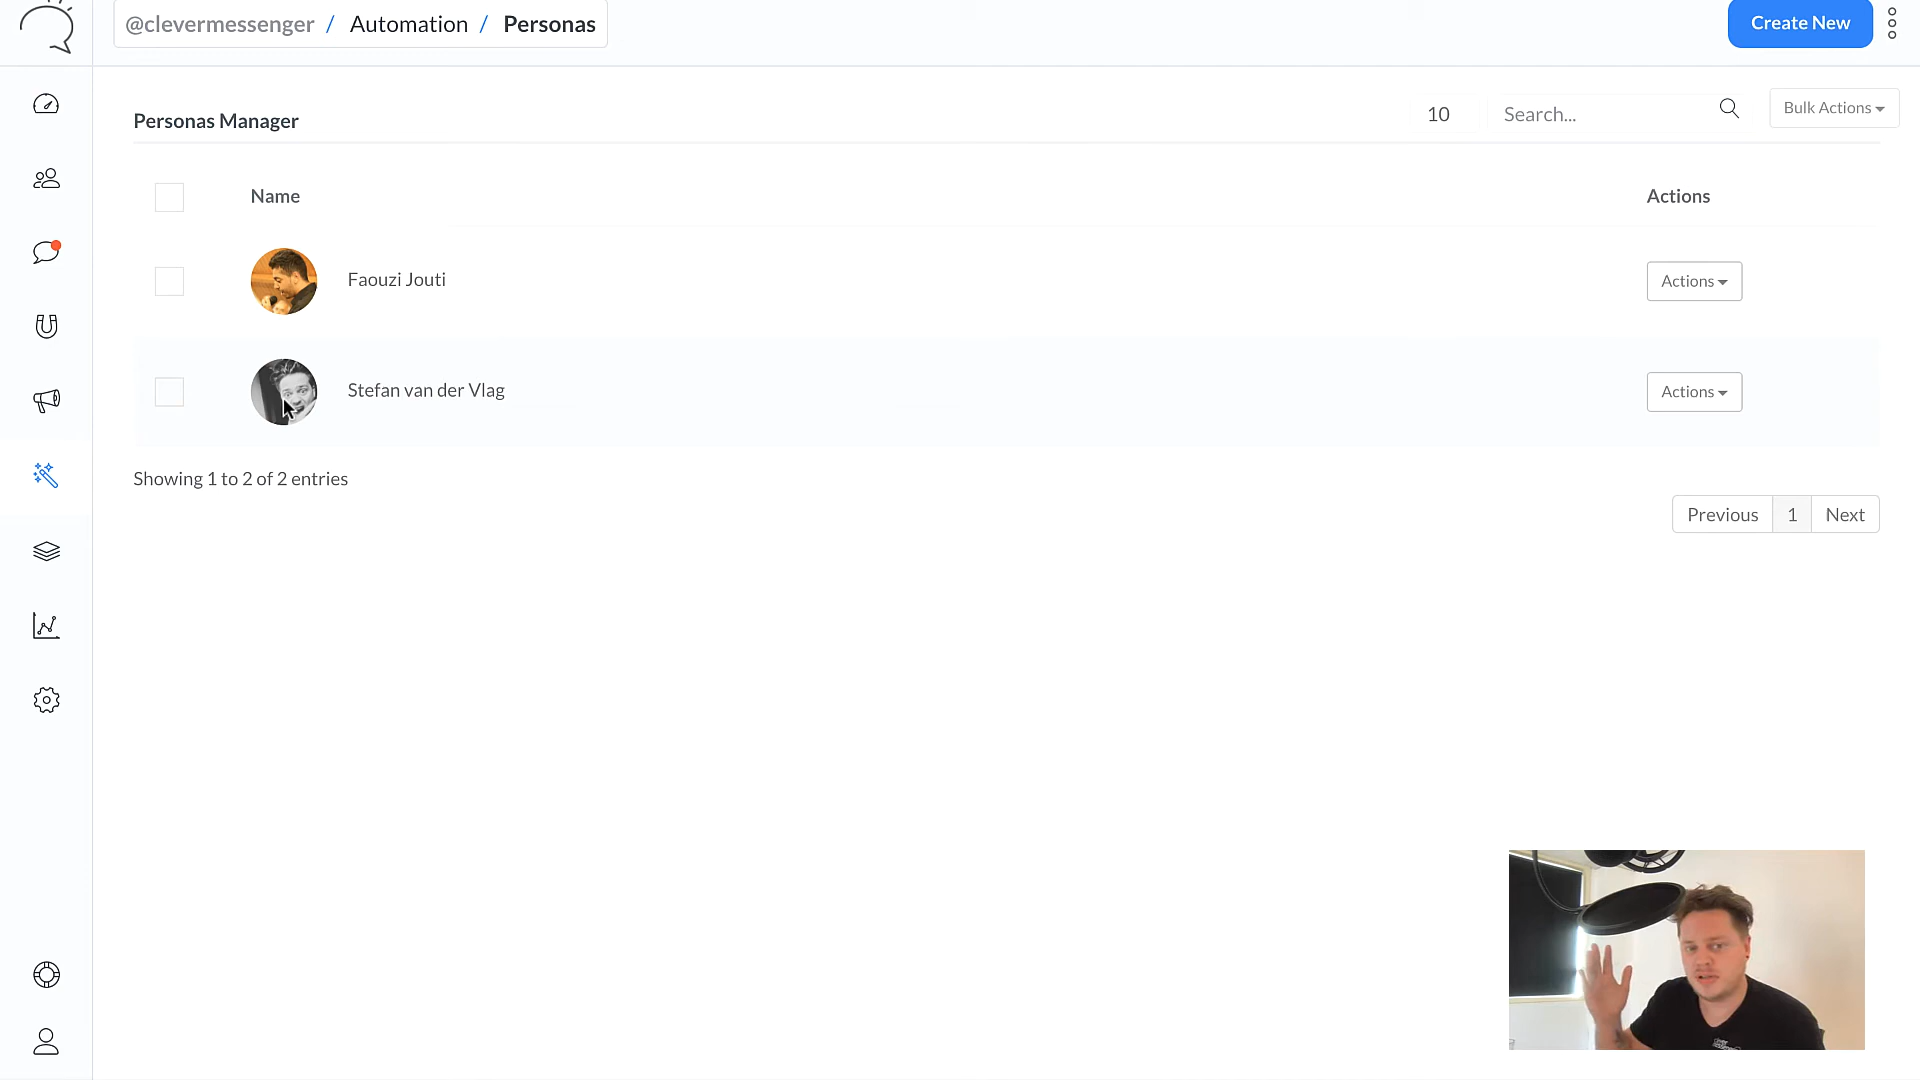 @clevermessenger / Automation / Personas
Create New
Personas Manager
10
Search...
Bulk Actions
Name
Actions
Faouzi Jouti
Actions
Stefan van der Vlag
Actions
Showing 1 to 2 of 2 entries
Previous 1 Next